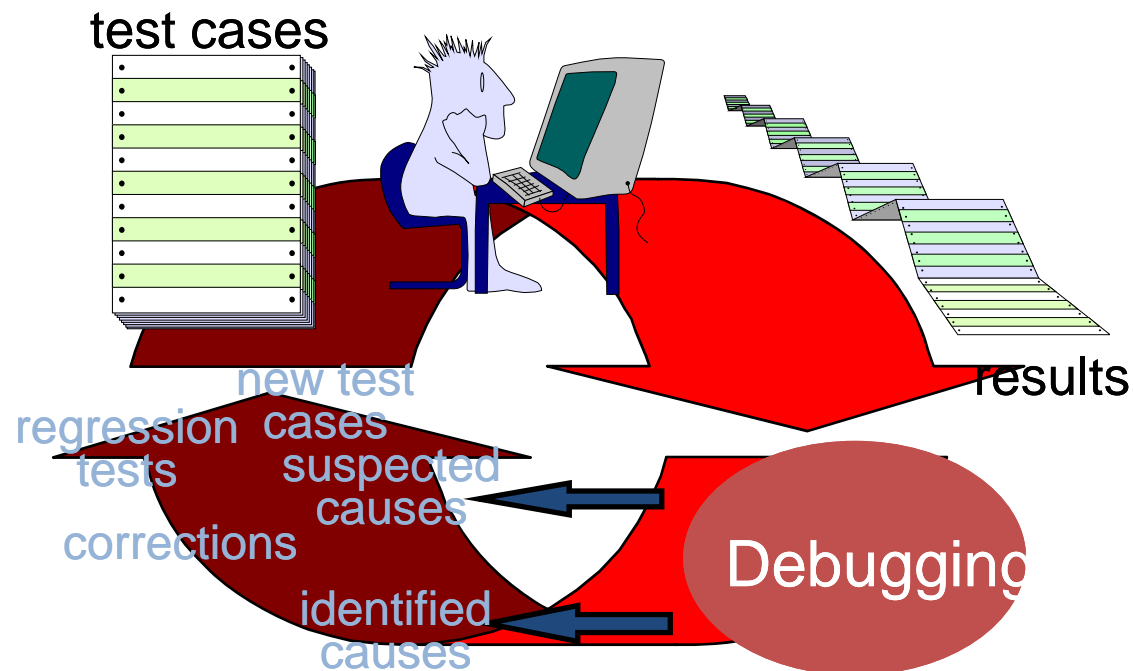 test cases
results
new test
cases
regression
tests
suspected
causes
corrections
Debugging
identified
causes